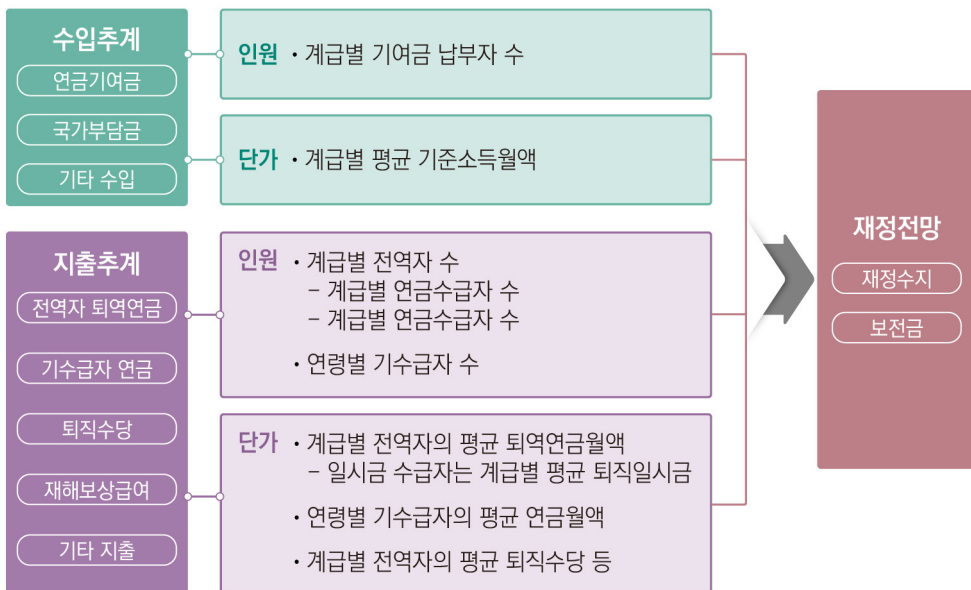 수입추계
연금기여금
국가부담금
기타 수입
인원 • 계급별 기여금 납부자 수
단가 • 계급별 평균 기준소득월액
지출추계
전역자 퇴역연금
기수급자 연금
퇴직수당
재해보상급여
기타 지출
인원 • 계급별 전역자 수
– 계급별 연금수급자 수
– 계급별 연금수급자 수
• 연령별 기수급자 수
단가 • 계급별 전역자의 평균 퇴역연금월액
– 일시금 수급자는 계급별 평균 퇴직일시금
• 연령별 기수급자의 평균 연금월액
• 계급별 전역자의 평균 퇴직수당 등
재정전망
재정수지
보전금